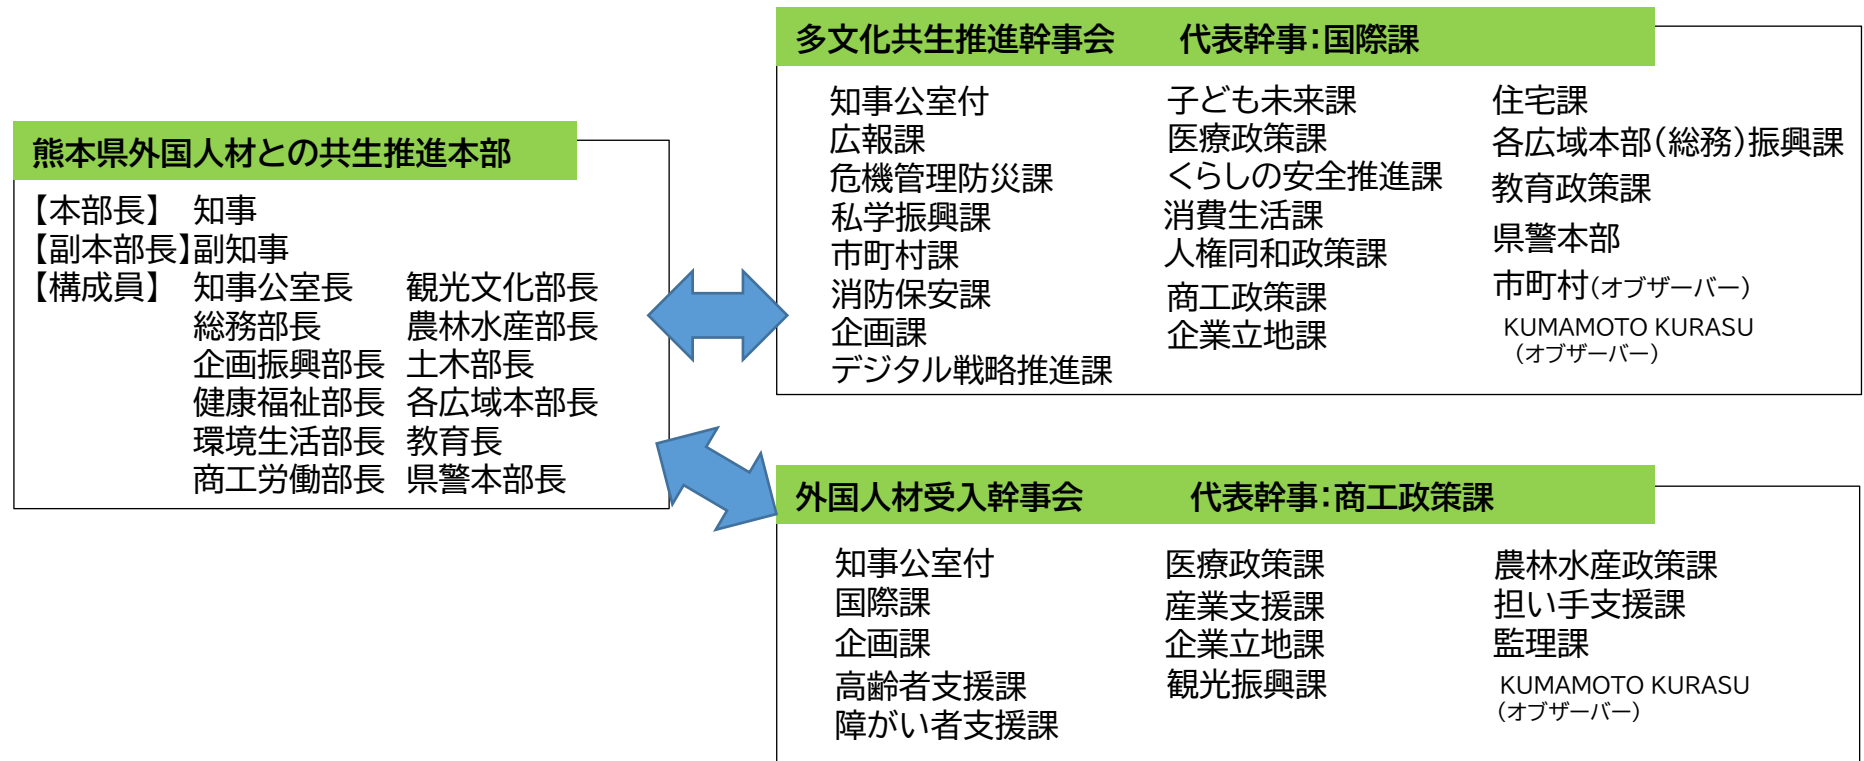 熊本県外国人材との共生推進本部
【本部長】 知事
【副本部長】副知事
【構成員】 知事公室長 観光文化部長
総務部長 農林水産部長
企画振興部長 土木部長
健康福祉部長 各広域本部長
環境生活部長 教育長
商工労働部長 県警本部長
多文化共生推進幹事会 代表幹事：国際課
知事公室付
広報課
危機管理防災課
私学振興課
市町村課
消防保安課
企画課
デジタル戦略推進課
子ども未来課
医療政策課
くらしの安全推進課
消費生活課
人権同和政策課
商工政策課
企業立地課
住宅課
各広域本部（総務）振興課
教育政策課
県警本部
市町村（オブザーバー）
KUMAMOTO KURASU
（オブザーバー）
外国人材受入幹事会 代表幹事：商工政策課
知事公室付
国際課
企画課
高齢者支援課
障がい者支援課
医療政策課
産業支援課
企業立地課
観光振興課
農林水産政策課
担い手支援課
監理課
KUMAMOTO KURASU
（オブザーバー）